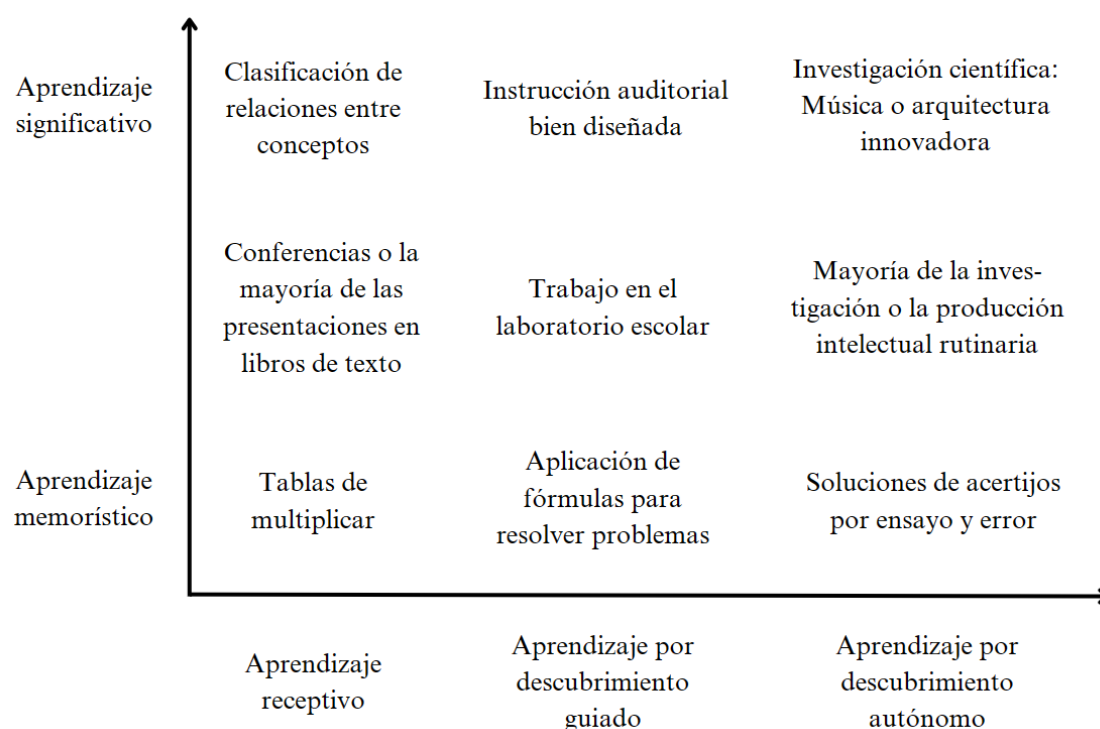 Aprendizaje
significativo
Clasificación de
relaciones entre
conceptos
Instrucción auditorial
bien diseñada
Investigación científica:
Música o arquitectura
innovadora
Conferencias o la
mayoría de las
presentaciones en
libros de texto
Trabajo en el
laboratorio escolar
Mayoría de la inves-
tigación o la producción
intelectual rutinaria
Aprendizaje
memorístico
Tablas de
multiplicar
Aplicación de
fórmulas para
resolver problemas
Soluciones de acertijos
por ensayo y error
Aprendizaje
receptivo
Aprendizaje por
descubrimiento
guiado
Aprendizaje por
descubrimiento
autónomo